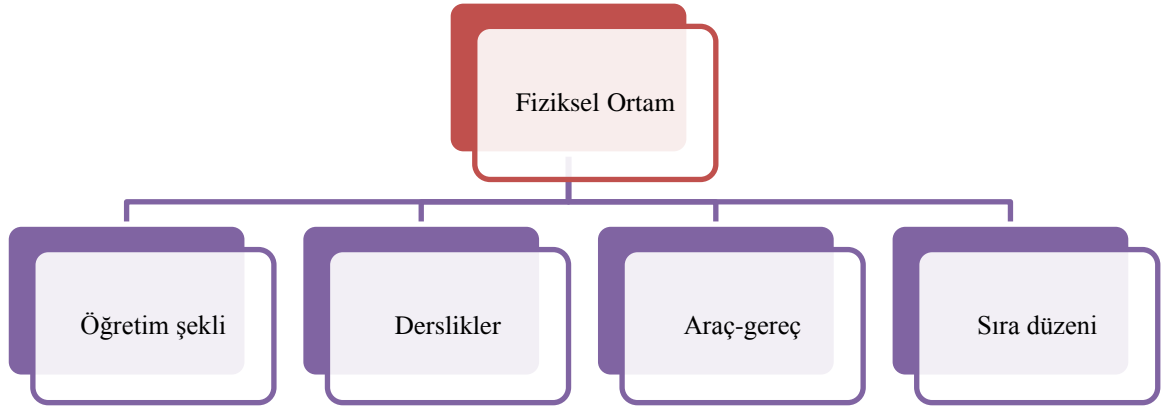 Fiziksel Ortam
Öğretim şekli
Derslikler
Araç-gereç
Sıra düzeni